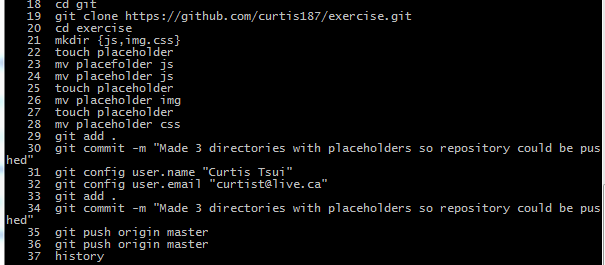 18 cd git
19 git clone https://github.com/curtis187/exercise.git
20 cd exercise
21 mkdir {js,img.css}
22 touch placeholder
23 mv placefolder js
24 mv placeholder js
25 touch placeholder
26 mv placeholder img
27 touch placeholder
28 mv placeholder css
29 git add .
30 git commit -m "Made 3 directories with placeholders so repository could be pus
hed"
31 git config user.name "Curtis Tsui"
32 git config user.email "curtist@live.ca"
33 git add .
34 git commit -m "Made 3 directories with placeholders so repository could be pus
hed"
35 git push origin master
36 git push origin master
37 history